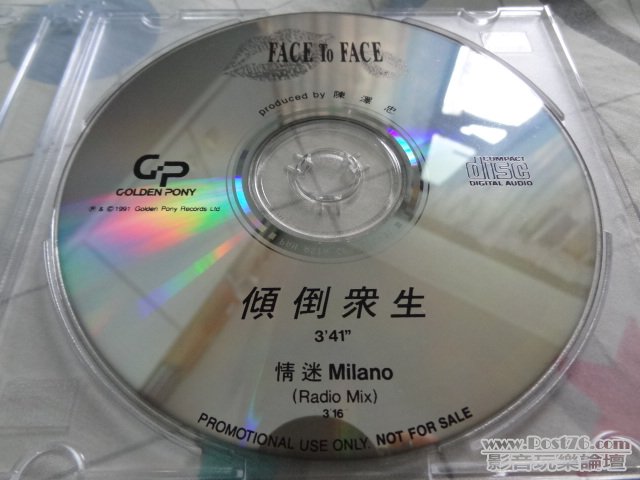 FACE To FACE
produced by 陳澤忠
GP
GOLDEN PONY
℗ & ©1991 Golden Pony Records Ltd
COMPACT
disc
DIGITAL AUDIO
傾倒衆生
3'41"
情迷 Milano
(Radio Mix)
3'16
PROMOTIONAL USE ONLY. NOT FOR SALE
www.Post76.com
影音玩樂論壇